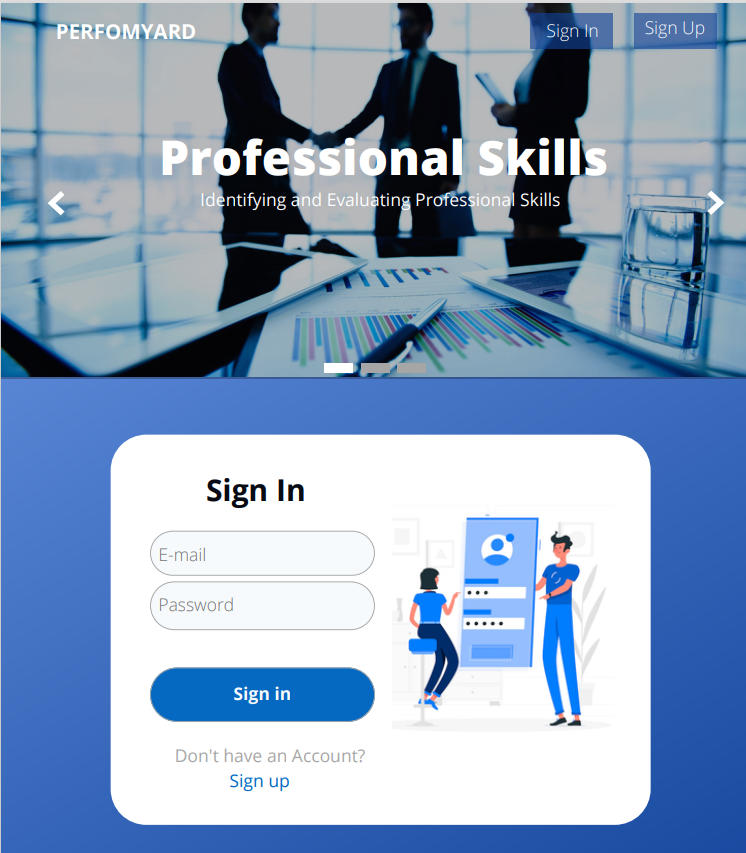 PERFOMYARD
Sign In
Sign Up
Professional Skills
Identifying and Evaluating Professional Skills
Sign In
E-mail
Password
Sign in
Don't have an Account?
Sign up